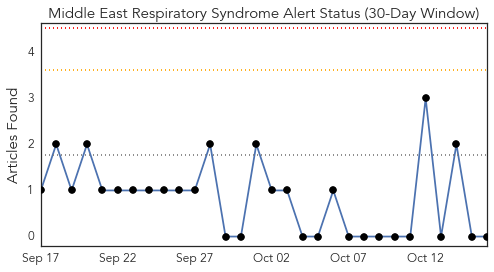 Middle East Respiratory Syndrome Alert Status (30-Day Window)
Articles Found
4
3
2
1
0
Sep 17 Sep 22 Sep 27 Oct 02 Oct 07 Oct 12